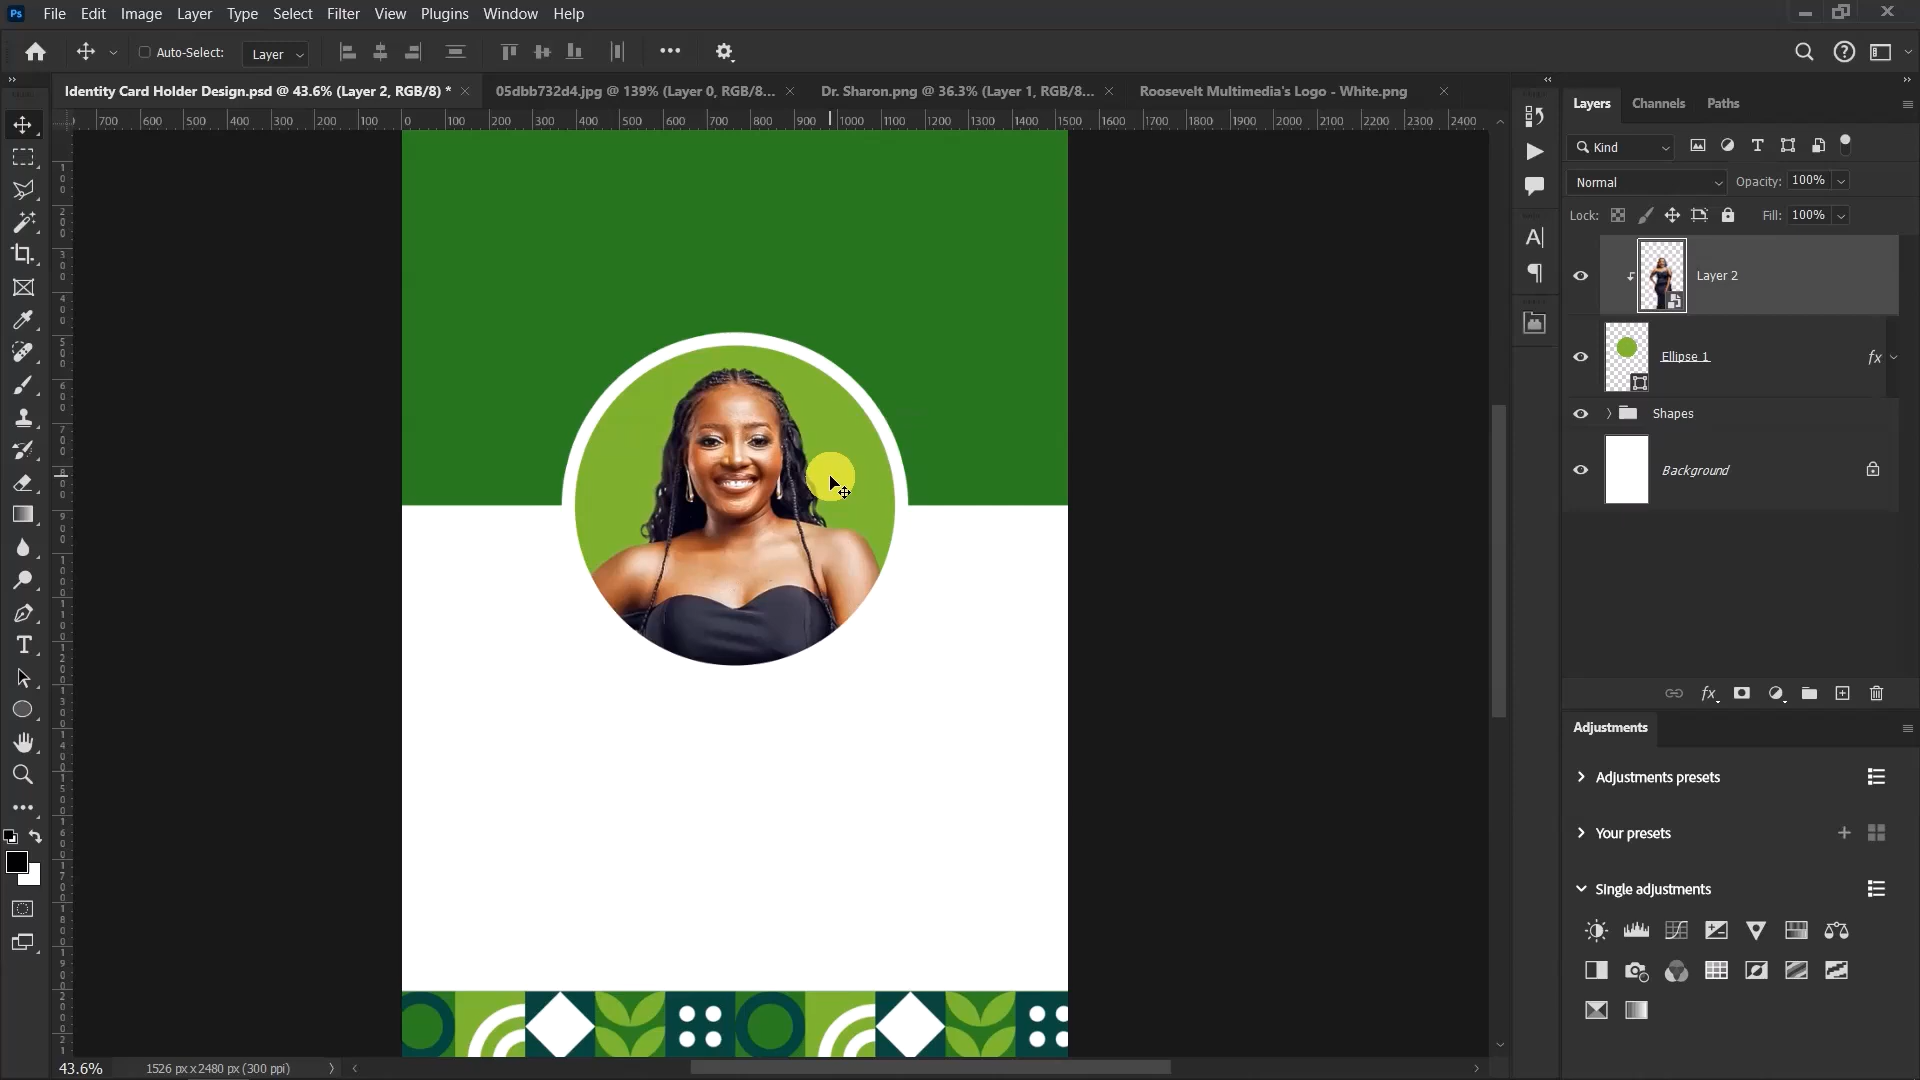 Ps File Edit Image Layer Type Select Filter View Plugins Window Help
Auto-Select: Layer
Identity Card Holder Design.psd @ 43.6% (Layer 2, RGB/8) * 05dbb732d4.jpg @ 139% (Layer 0, RGB/8... Dr. Sharon.png @ 36.3% (Layer 1, RGB/8... Roosevelt Multimedia's Logo - White.png
700 600 500 400 300 200 100 0 100 200 300 400 500 600 700 800 900 1000 1100 1200 1300 1400 1500 1600 1700 1800 1900 2000 2100 2200 2300 2400
Layers Channels Paths
Kind
Normal Opacity: 100%
Lock: Fill: 100%
Layer 2
Ellipse 1 fx
Shapes
Background
fx
Adjustments
Adjustments presets
Your presets
Single adjustments
43.6% 1526 px x 2480 px (300 ppi)